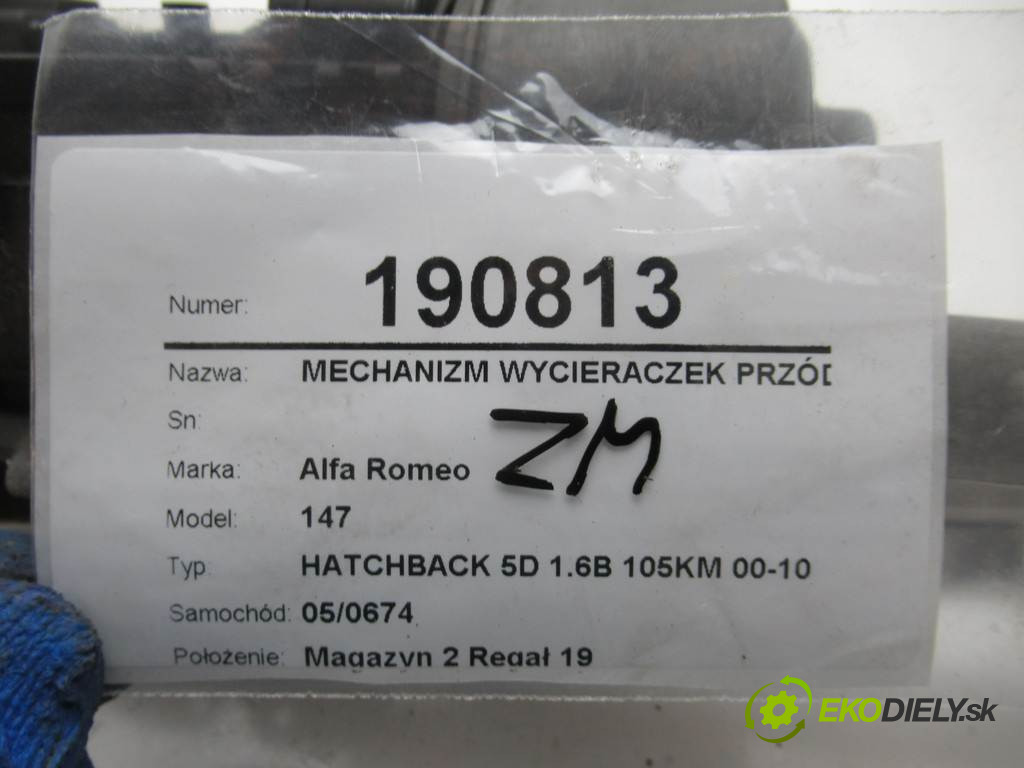 Numer: 190813
Nazwa: MECHANIZM WYCIERACZEK PRZÓD
Sn:
ZM
Marka: Alfa Romeo
Model: 147
Typ: HATCHBACK 5D 1.6B 105KM 00-10
Samochód: 05/0674
Położenie: Magazyn 2 Regał 19
EKODIELY.sk